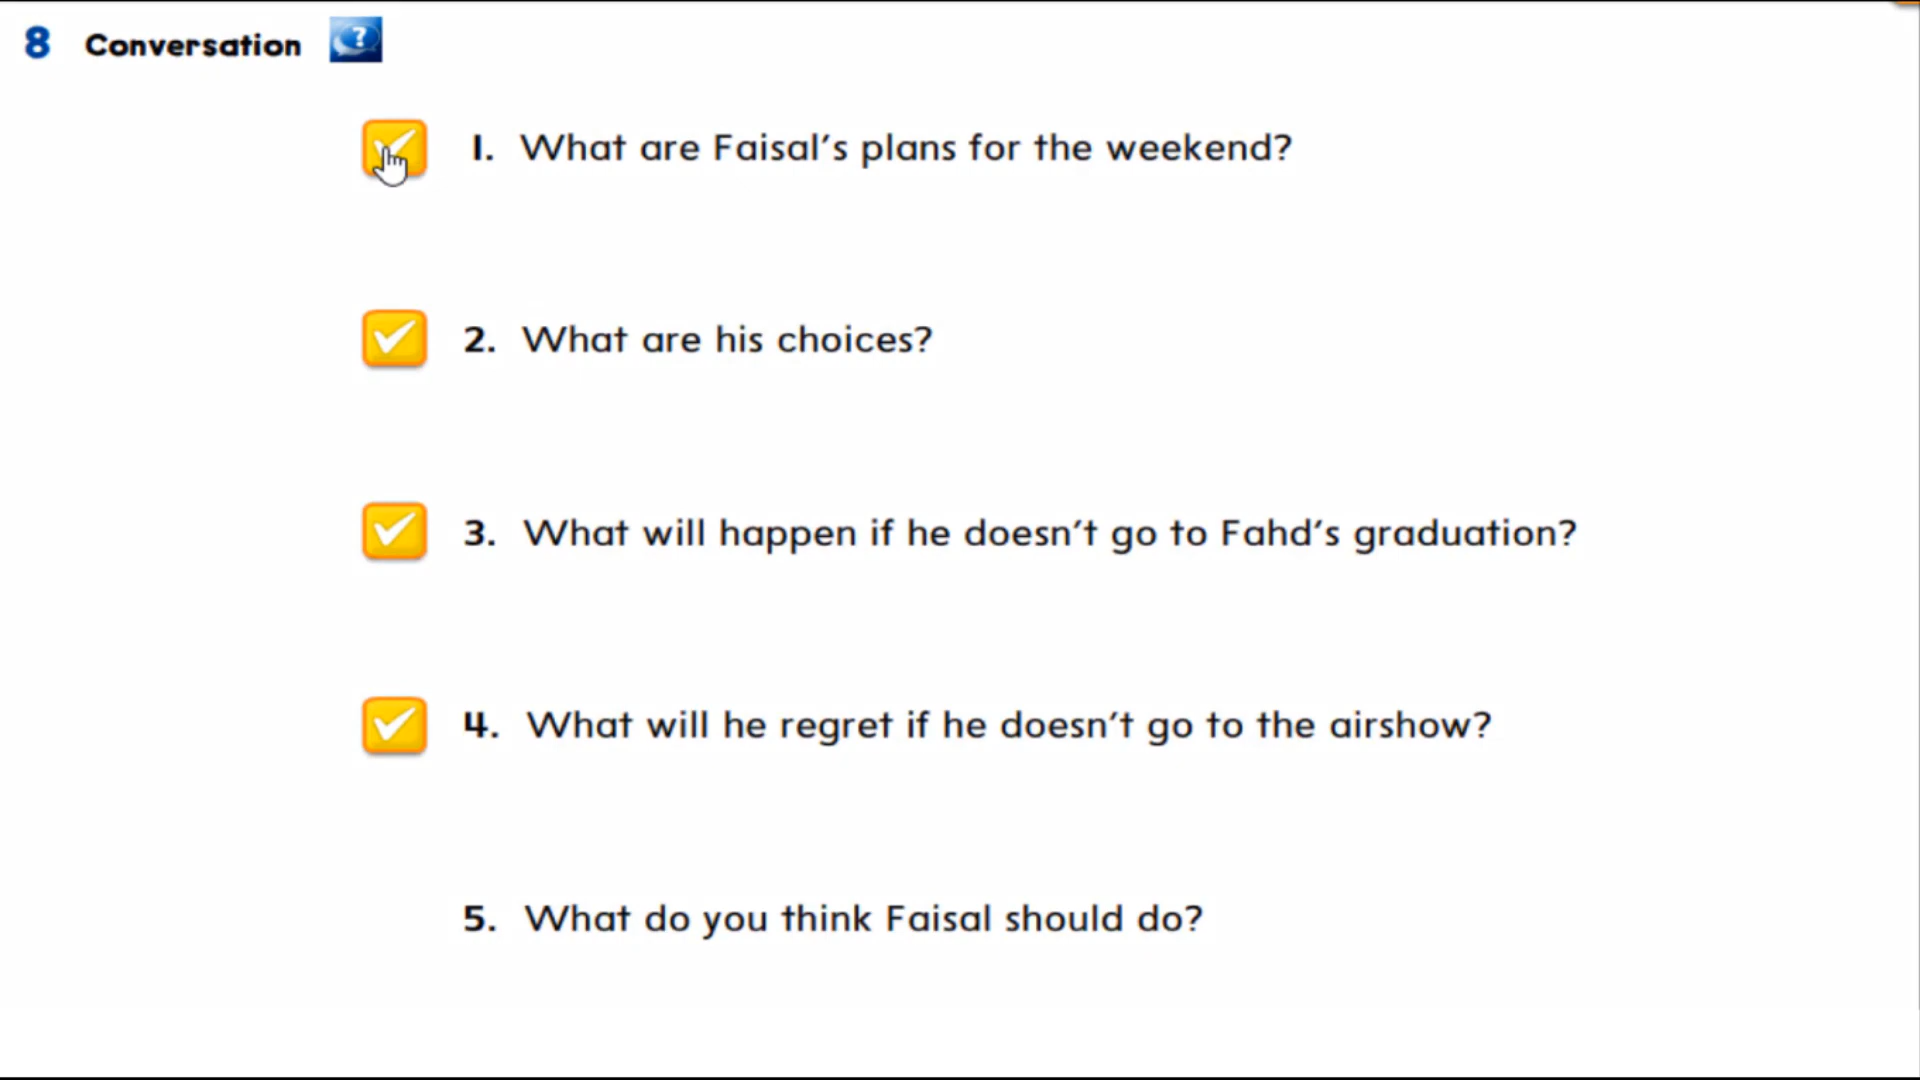 8 Conversation ?
1. What are Faisal's plans for the weekend?
2. What are his choices?
3. What will happen if he doesn't go to Fahd's graduation?
4. What will he regret if he doesn't go to the airshow?
5. What do you think Faisal should do?